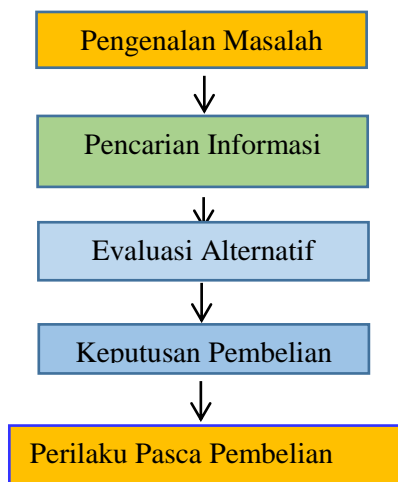 Pengenalan Masalah
Pencarian Informasi
Evaluasi Alternatif
Keputusan Pembelian
Perilaku Pasca Pembelian